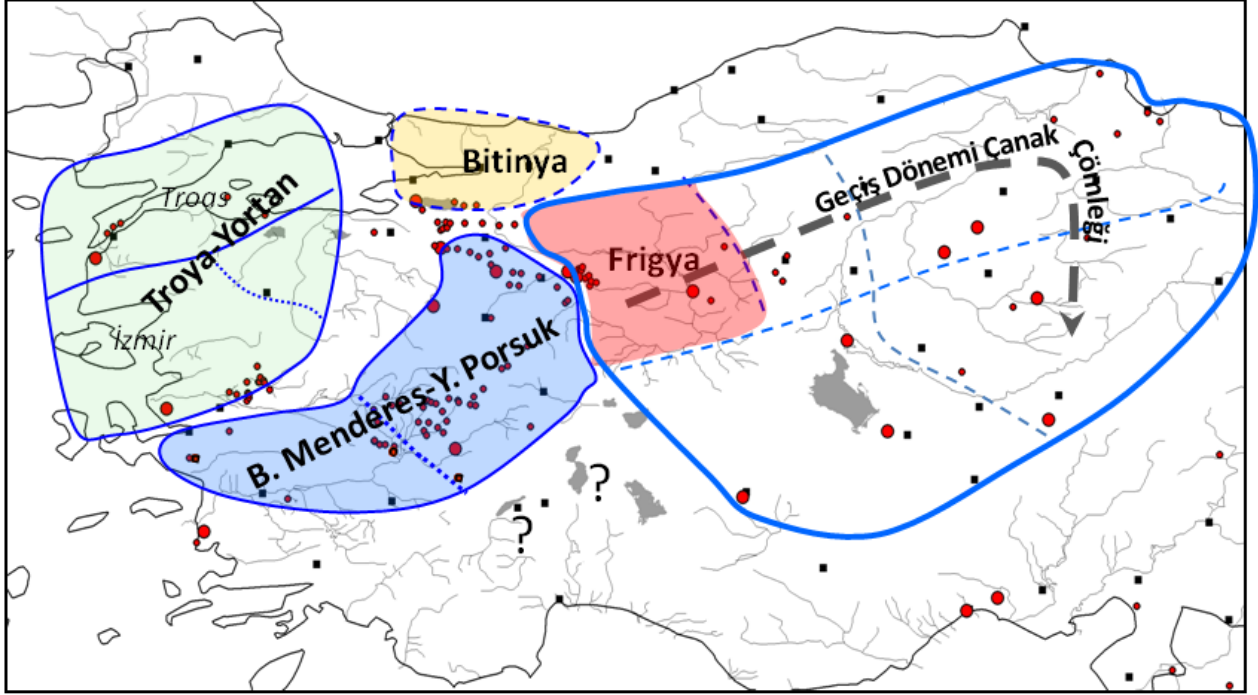 Bitinya
Troas
Troya-Yortan
İzmir
Frigya
Geçiş Dönemi Çanak
Çömleği
B. Menderes-Y. Porsuk
?
?